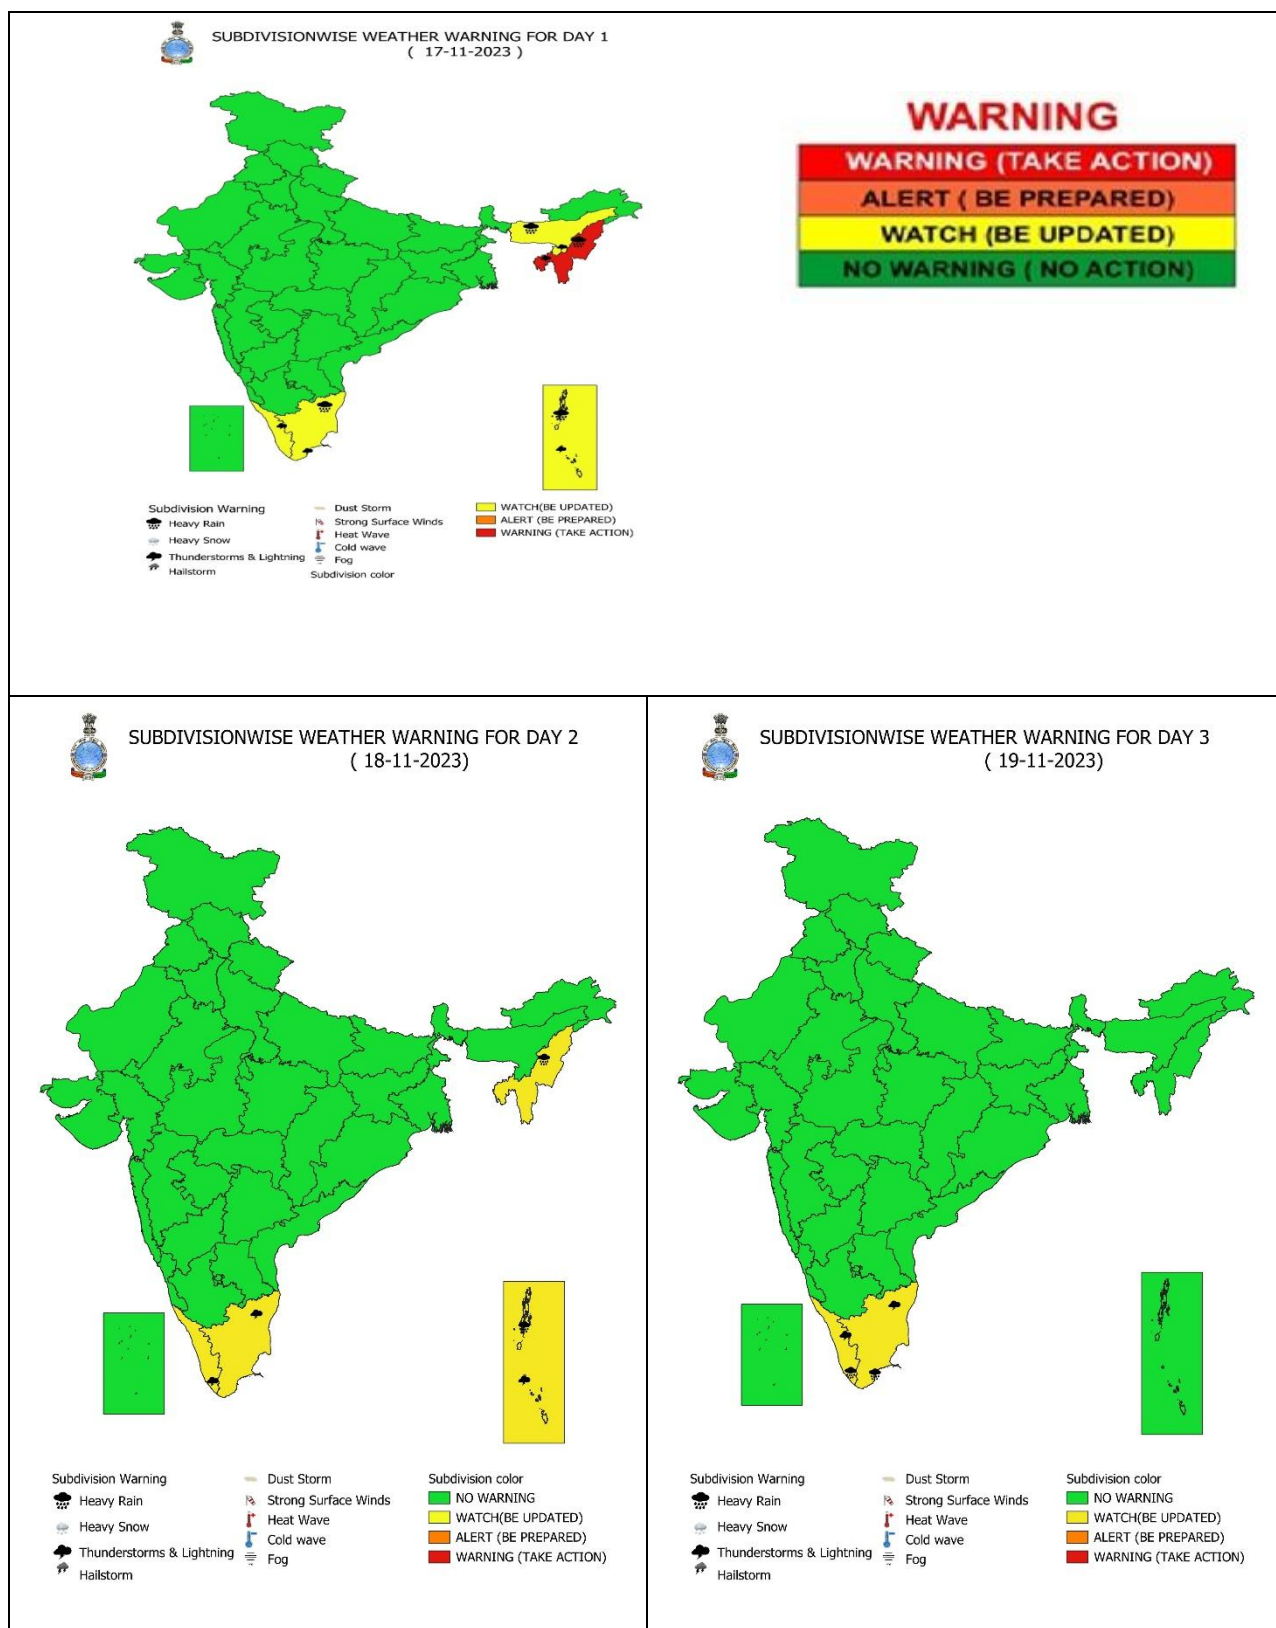 SUBDIVISIONWISE WEATHER WARNING FOR DAY 1
( 17-11-2023 )
WARNING
WARNING (TAKE ACTION)
ALERT ( BE PREPARED)
WATCH (BE UPDATED)
NO WARNING ( NO ACTION)
Subdivision Warning
Heavy Rain
Heavy Snow
Thunderstorms & Lightning
Hailstorm
Dust Storm
Strong Surface Winds
Heat Wave
Cold wave
Fog
Subdivision color
WATCH(BE UPDATED)
ALERT (BE PREPARED)
WARNING (TAKE ACTION)
SUBDIVISIONWISE WEATHER WARNING FOR DAY 2
( 18-11-2023)
Subdivision Warning
Heavy Rain
Heavy Snow
Thunderstorms & Lightning
Hailstorm
Dust Storm
Strong Surface Winds
Heat Wave
Cold wave
Fog
Subdivision color
NO WARNING
WATCH(BE UPDATED)
ALERT (BE PREPARED)
WARNING (TAKE ACTION)
SUBDIVISIONWISE WEATHER WARNING FOR DAY 3
( 19-11-2023)
Subdivision Warning
Heavy Rain
Heavy Snow
Thunderstorms & Lightning
Hailstorm
Dust Storm
Strong Surface Winds
Heat Wave
Cold wave
Fog
Subdivision color
NO WARNING
WATCH(BE UPDATED)
ALERT (BE PREPARED)
WARNING (TAKE ACTION)